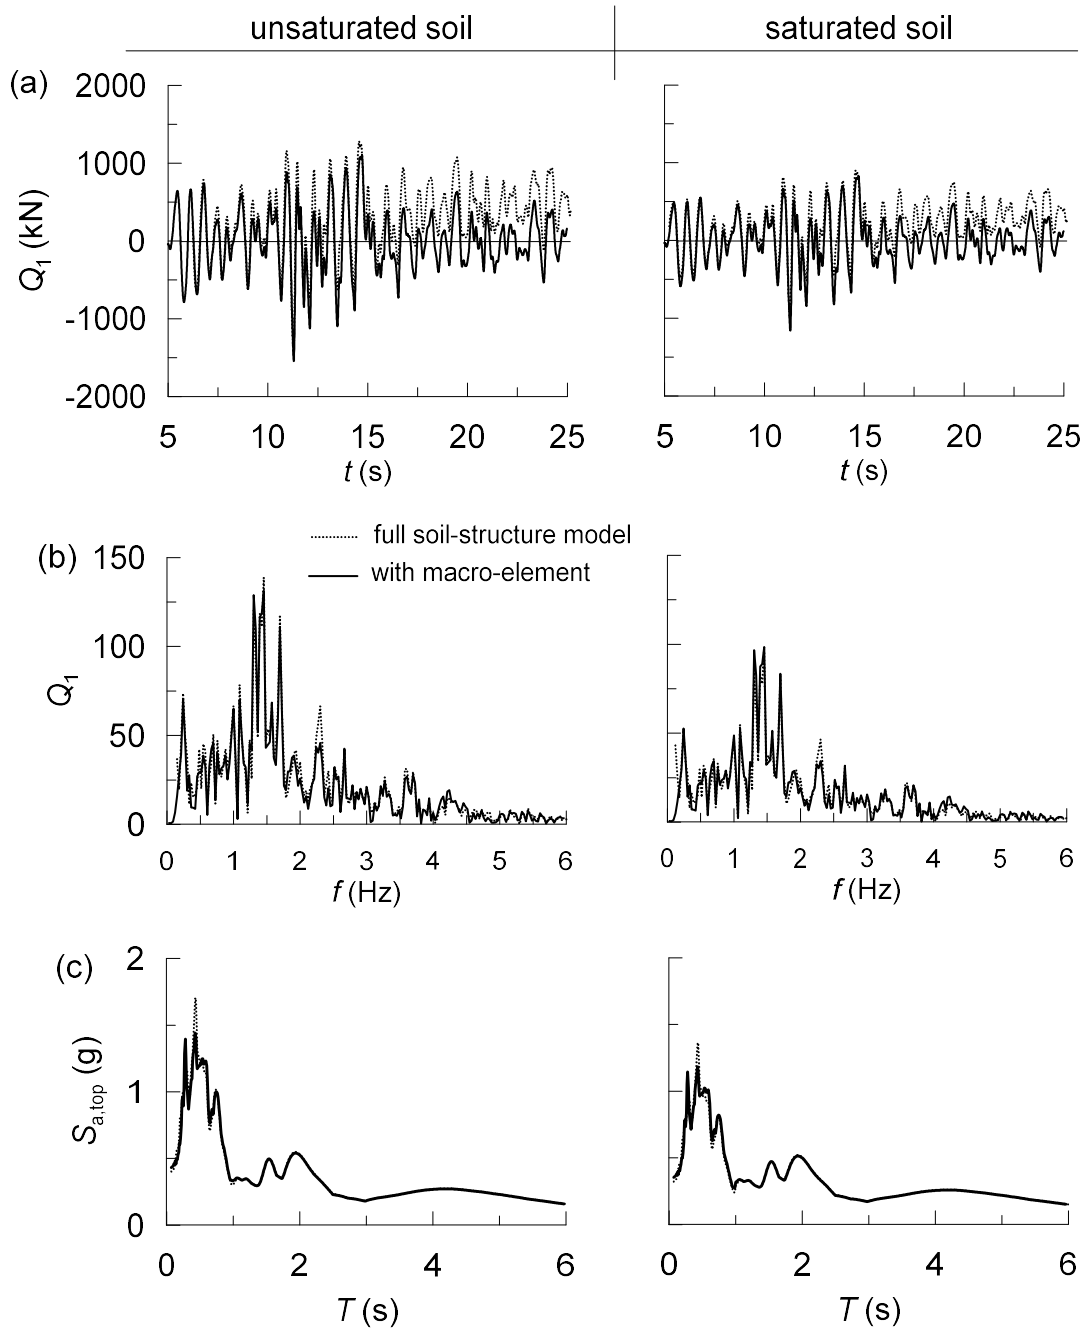 unsaturated soil saturated soil
(a) 2000
1000
0
-1000
-2000
Q1 (kN)
5 10 15 20 25 5 10 15 20 25
t (s) t (s)
full soil-structure model
with macro-element
(b) 150
100
50
0
Q1
0 1 2 3 4 5 6 0 1 2 3 4 5 6
f (Hz) f (Hz)
(c) 2
1
0
Sa,top (g)
0 2 4 6 0 2 4 6
T (s) T (s)